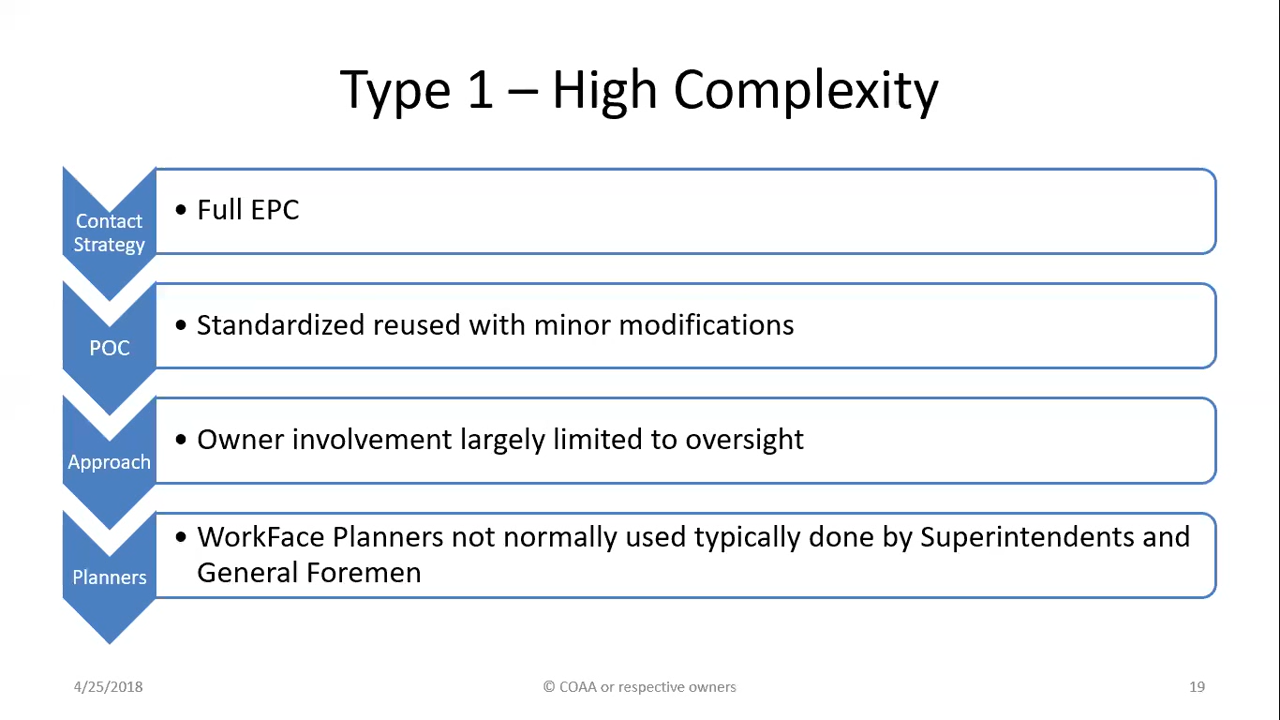 Type 1 – High Complexity
Contact
Strategy
• Full EPC
POC
• Standardized reused with minor modifications
Approach
• Owner involvement largely limited to oversight
Planners
• WorkFace Planners not normally used typically done by Superintendents and
General Foremen
4/25/2018
© COAA or respective owners
19